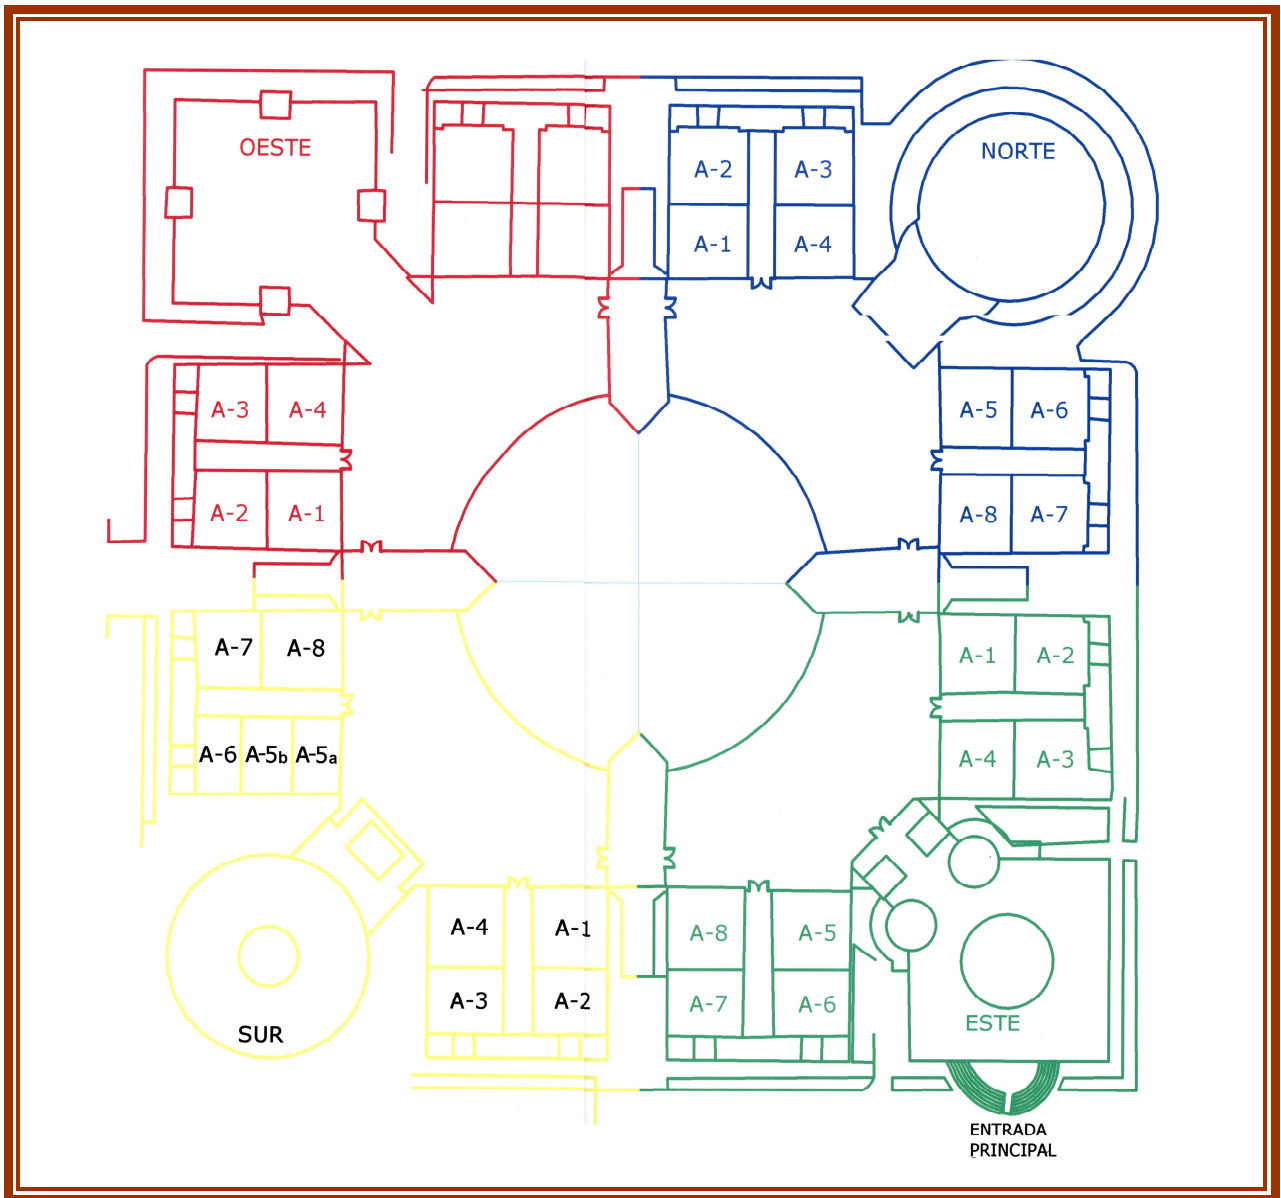 OESTE
NORTE
A-2 A-3
A-1 A-4
A-3 A-4
A-2 A-1
A-5 A-6
A-8 A-7
A-7 A-8
A-6 A-5b A-5a
A-1 A-2
A-4 A-3
A-4 A-1
A-3 A-2
A-8 A-5
A-7 A-6
SUR
ESTE
ENTRADA
PRINCIPAL